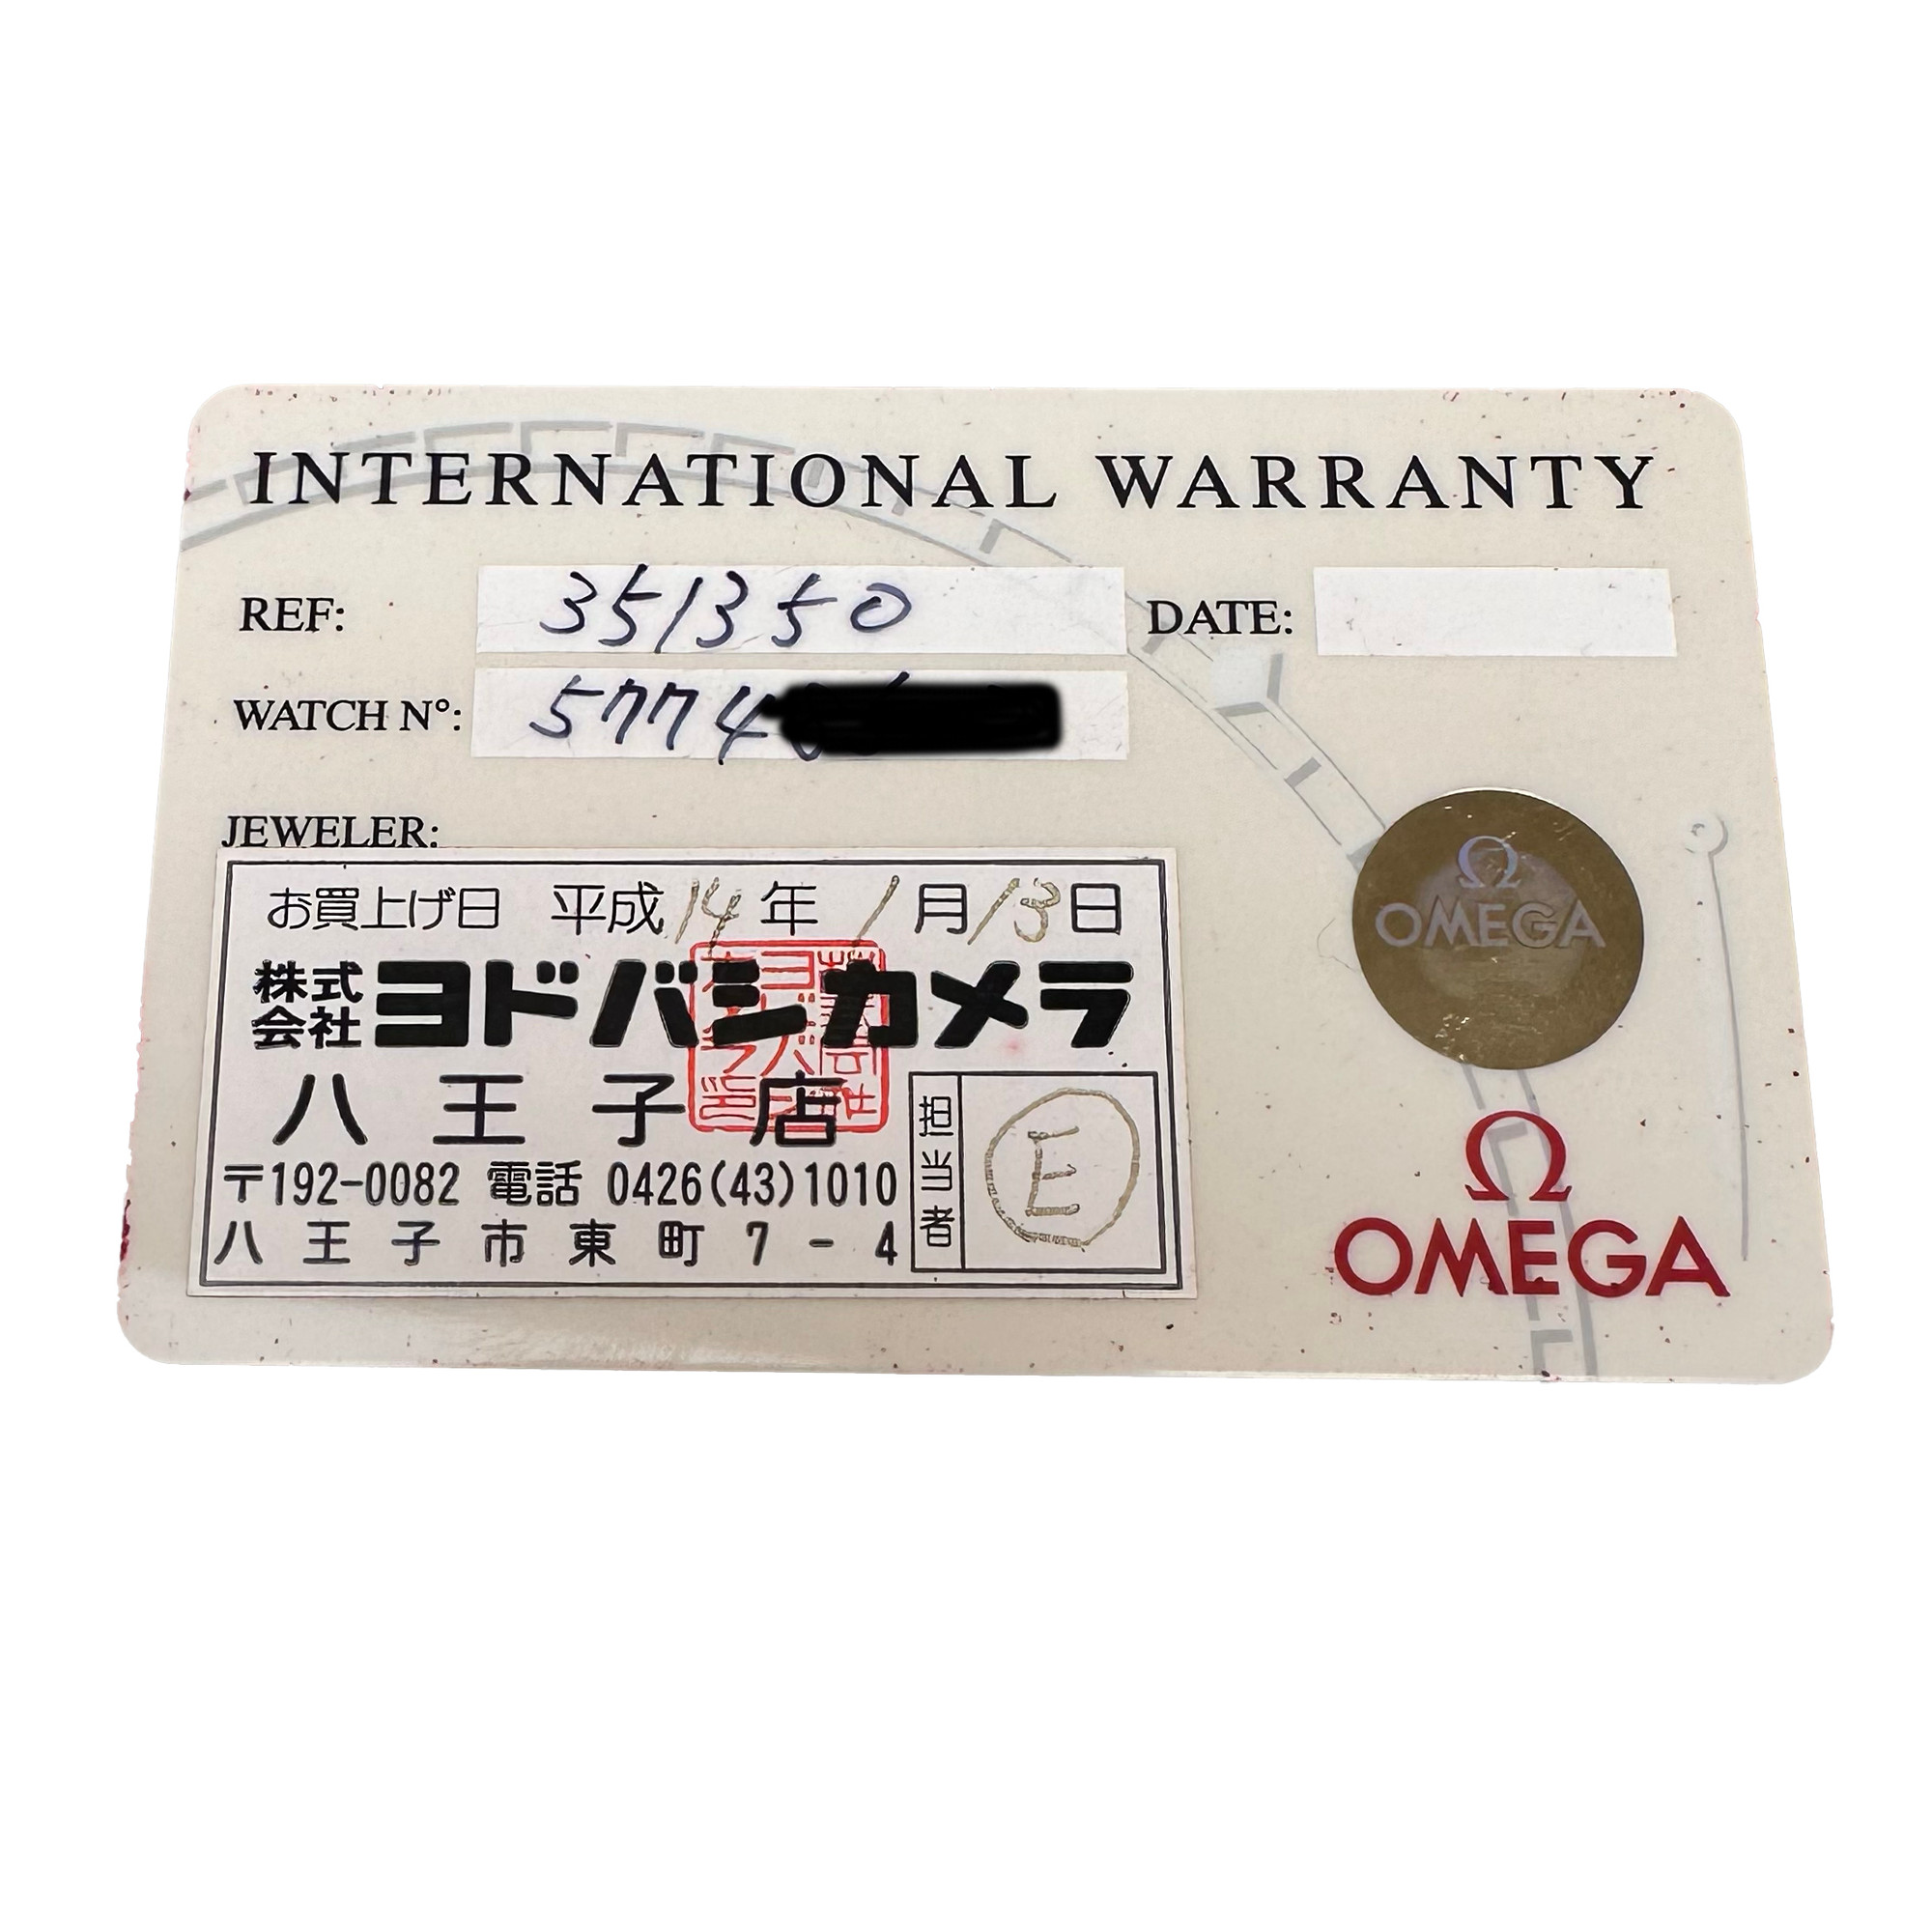 INTERNATIONAL WARRANTY
REF: 351350 DATE:
WATCH N°: 5774
JEWELER:
お買上げ日 平成14年1月13日
株式会社ヨドバシカメラ
八王子店
〒192-0082 電話 0426(43)1010
八王子市東町7-4
担当者 E
Ω
OMEGA
Ω
OMEGA